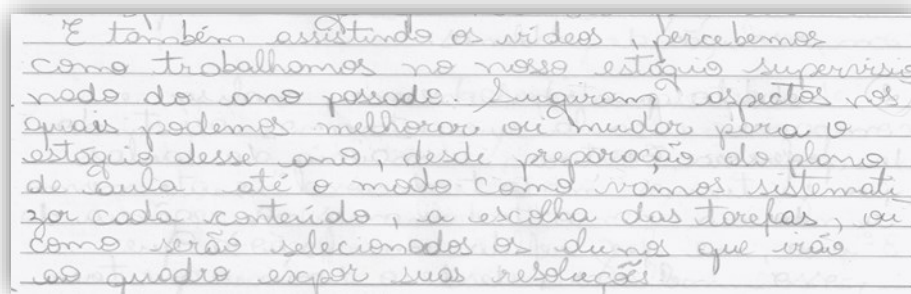 E também assistindo os vídeos, percebemos
como trabalhamos no nosso estágio supervisio
nado do ano passado. Sugiram aspectos nos
quais podemos melhorar ou mudar para o
estágio desse ano, desde preparação do plano
de aula até o modo como vamos sistemati
zar cada conteúdo, a escolha das tarefas, ou
como serão selecionados os alunos que irão
ao quadro expor suas resoluções